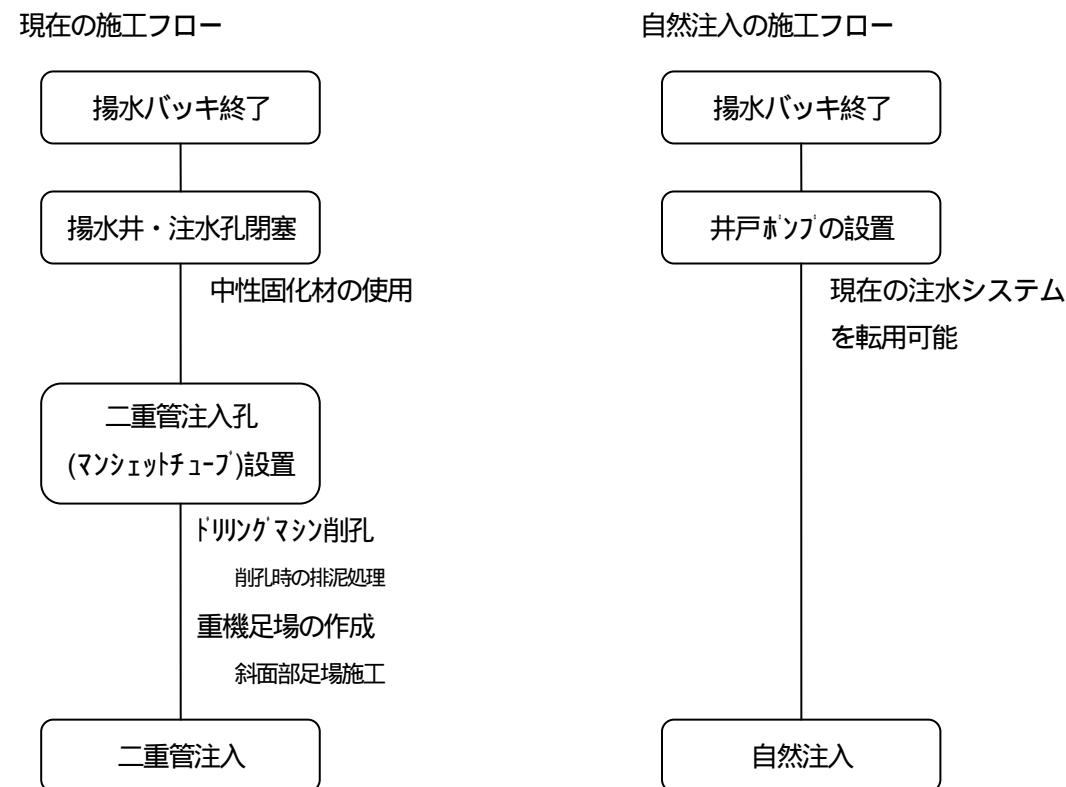 現在の施工フロー
揚水バッキ終了
揚水井・注水孔閉塞
中性固化材の使用
二重管注入孔
(ﾏﾝｼｪｯﾄﾁｭｰﾌﾞ)設置
ﾄﾞﾘﾘﾝｸﾞﾏｼﾝ削孔
削孔時の排泥処理
重機足場の作成
斜面部足場施工
二重管注入
自然注入の施工フロー
揚水バッキ終了
井戸ﾎﾟﾝﾌﾟの設置
現在の注水システム
を転用可能
自然注入